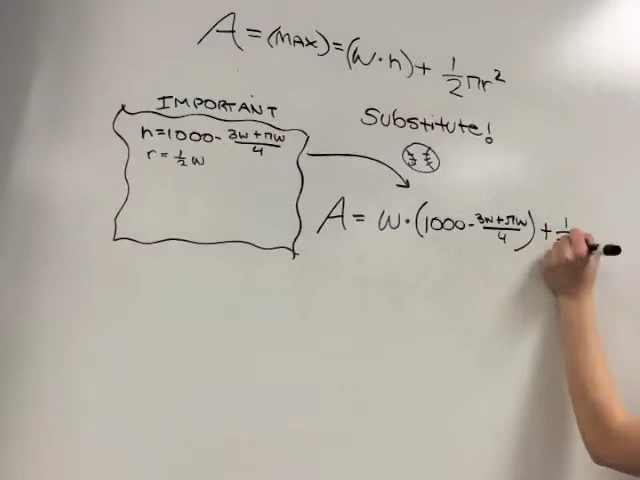 A = (MAX) = (W·h) + 1/2 πr²
IMPORTANT
h = 1000 - 3w+πw/4
r = 1/2 w
Substitute!
A = W·(1000 - 3w+πw/4) + 1